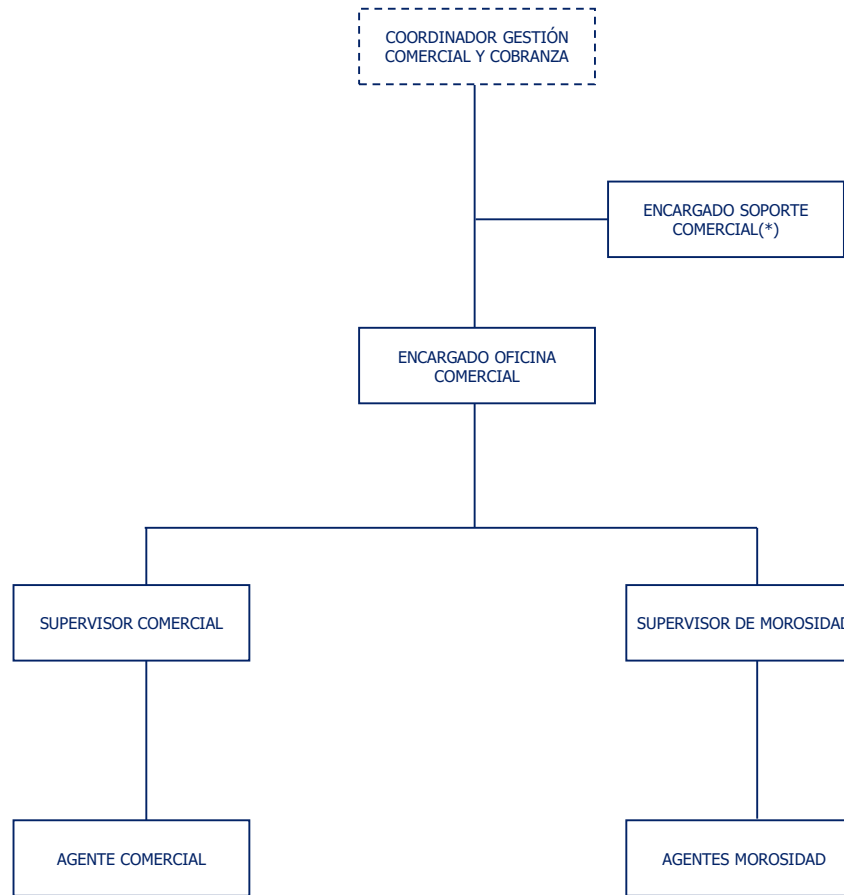 COORDINADOR GESTIÓN
COMERCIAL Y COBRANZA
ENCARGADO SOPORTE
COMERCIAL(*)
ENCARGADO OFICINA
COMERCIAL
SUPERVISOR COMERCIAL
SUPERVISOR DE MOROSIDAD
AGENTE COMERCIAL
AGENTES MOROSIDAD